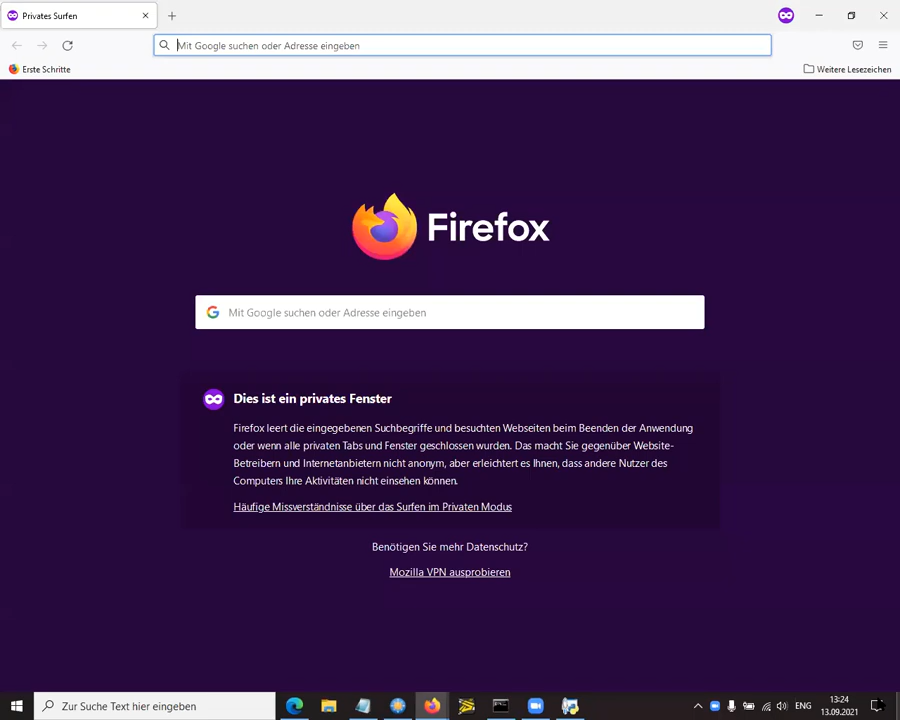 Privates Surfen
Mit Google suchen oder Adresse eingeben
Erste Schritte
Weitere Lesezeichen
Firefox
Mit Google suchen oder Adresse eingeben
Dies ist ein privates Fenster
Firefox leert die eingegebenen Suchbegriffe und besuchten Webseiten beim Beenden der Anwendung
oder wenn alle privaten Tabs und Fenster geschlossen wurden. Das macht Sie gegenüber Website-
Betreibern und Internetanbietern nicht anonym, aber erleichtert es Ihnen, dass andere Nutzer des
Computers Ihre Aktivitäten nicht einsehen können.
Häufige Missverständnisse über das Surfen im Privaten Modus
Benötigen Sie mehr Datenschutz?
Mozilla VPN ausprobieren
Zur Suche Text hier eingeben
ENG
13:24
13.09.2021